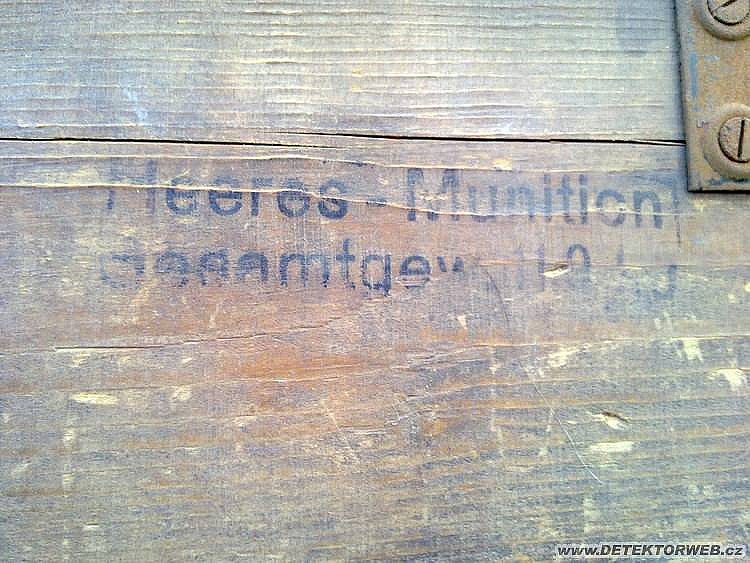 Heeres - Munition
Gesamtgew
www.DETEKTORWEB.cz